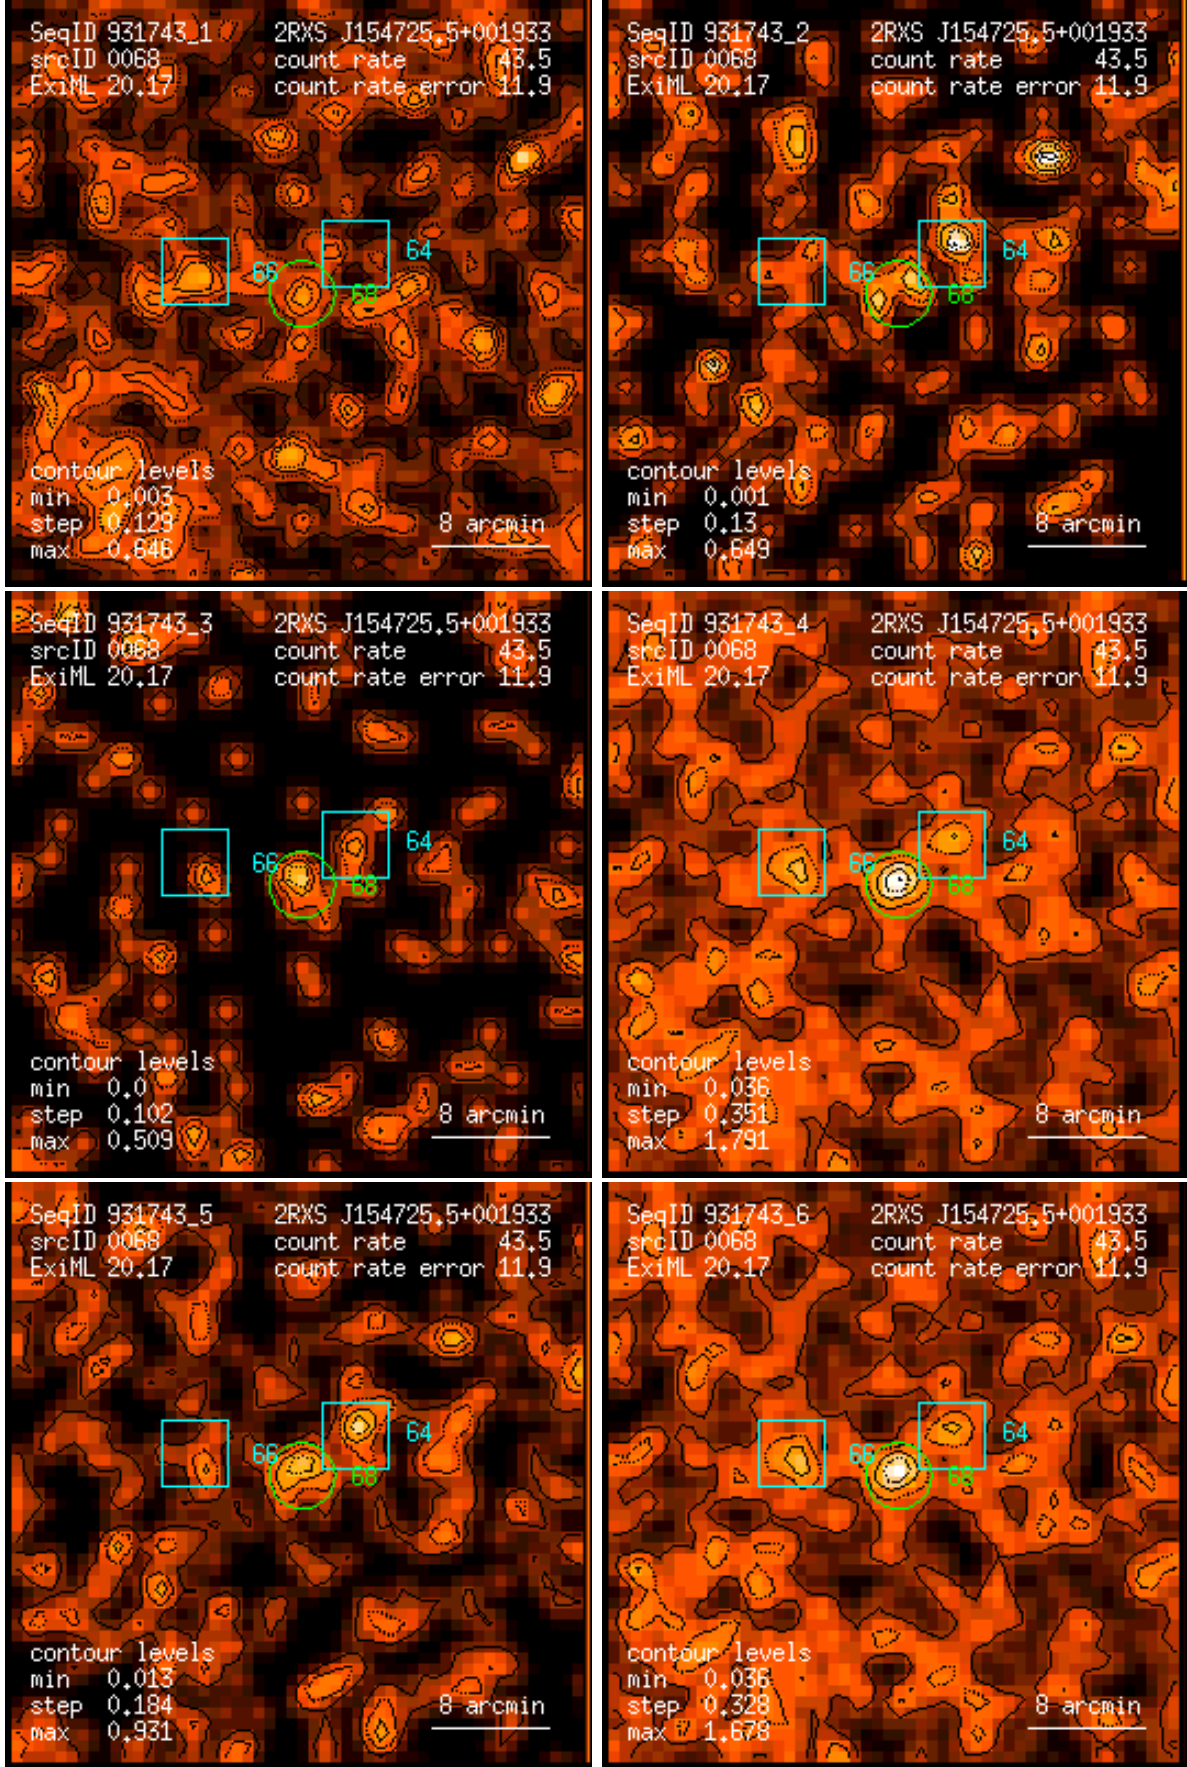 SeqID 931743_1 2RXS J154725.5+001933
srcID 0068 count rate 43.5
ExiML 20.17 count rate error 11.9
64
66
68
contour levels
min 0.003
step 0.129
max 0.646
8 arcmin
SeqID 931743_2 2RXS J154725.5+001933
srcID 0068 count rate 43.5
ExiML 20.17 count rate error 11.9
64
66
68
contour levels
min 0.001
step 0.13
max 0.649
8 arcmin
SeqID 931743_3 2RXS J154725.5+001933
srcID 0068 count rate 43.5
ExiML 20.17 count rate error 11.9
64
66
68
contour levels
min 0.0
step 0.102
max 0.509
8 arcmin
SeqID 931743_4 2RXS J154725.5+001933
srcID 0068 count rate 43.5
ExiML 20.17 count rate error 11.9
64
66
68
contour levels
min 0.036
step 0.351
max 1.791
8 arcmin
SeqID 931743_5 2RXS J154725.5+001933
srcID 0068 count rate 43.5
ExiML 20.17 count rate error 11.9
64
66
68
contour levels
min 0.013
step 0.184
max 0.931
8 arcmin
SeqID 931743_6 2RXS J154725.5+001933
srcID 0068 count rate 43.5
ExiML 20.17 count rate error 11.9
64
66
68
contour levels
min 0.036
step 0.328
max 1.678
8 arcmin